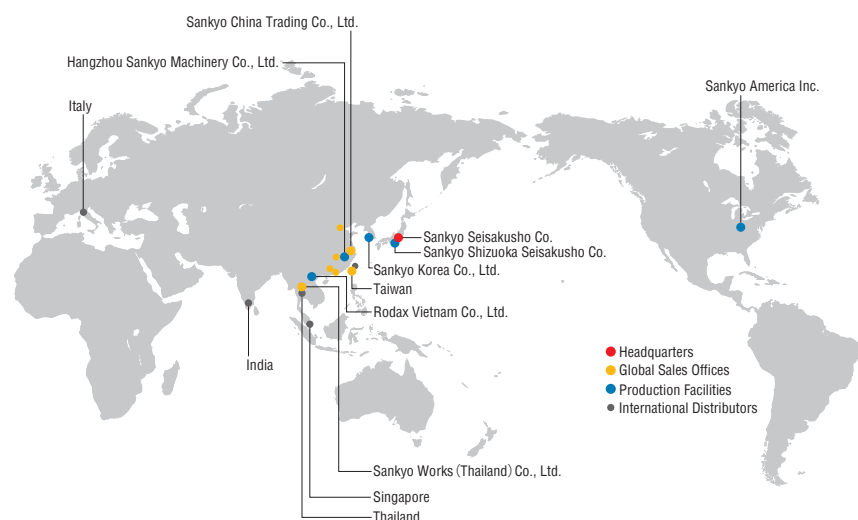 Sankyo China Trading Co., Ltd.
Hangzhou Sankyo Machinery Co., Ltd.
Sankyo America Inc.
Italy
Sankyo Seisakusho Co.
Sankyo Shizuoka Seisakusho Co.
Sankyo Korea Co., Ltd.
Taiwan
Rodax Vietnam Co., Ltd.
India
Headquarters
Global Sales Offices
Production Facilities
International Distributors
Sankyo Works (Thailand) Co., Ltd.
Singapore
Thailand